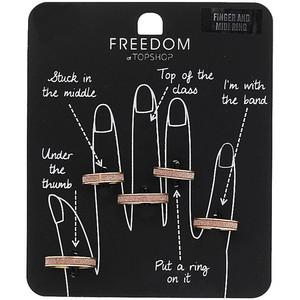 FINGER AND
MIDI RING
FREEDOM
at TOPSHOP
Stuck in
the middle
Top of the
class
I'm with
the band
Under
the thumb
Put a ring
on it